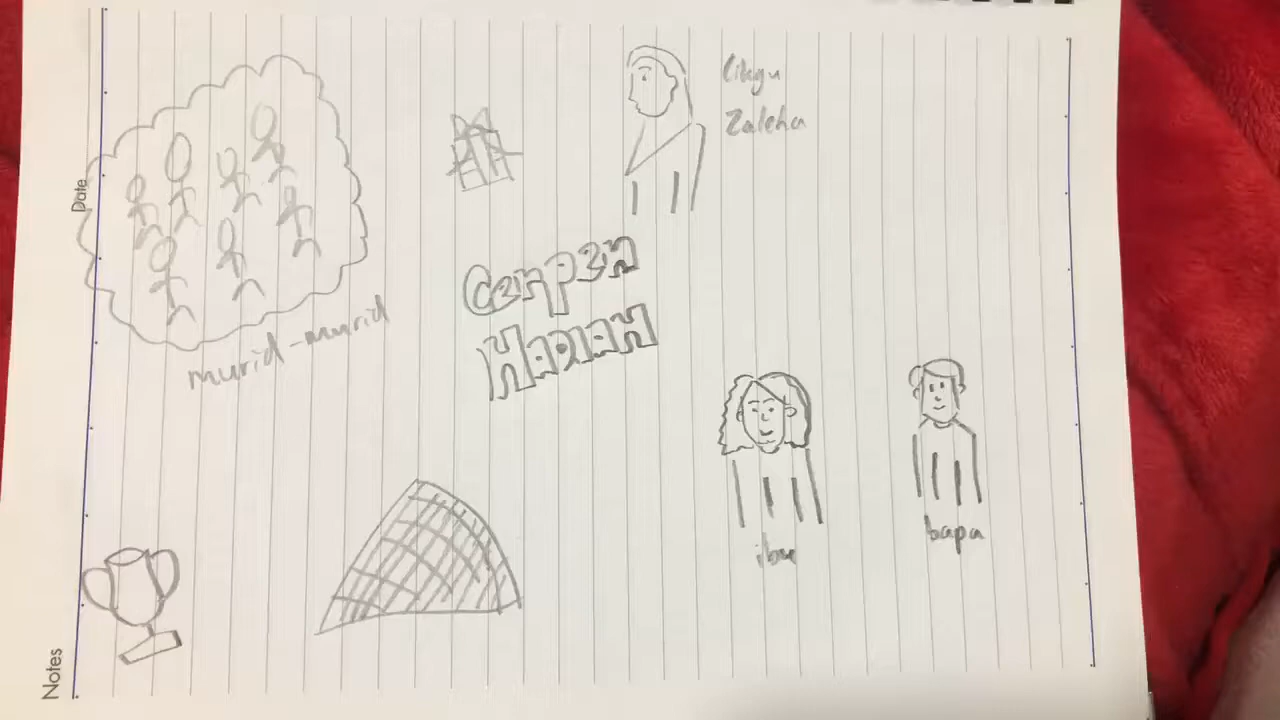 Date
Cikgu
Zaleha
Cerpen
Hadiah
murid-murid
ibu
bapa
Notes